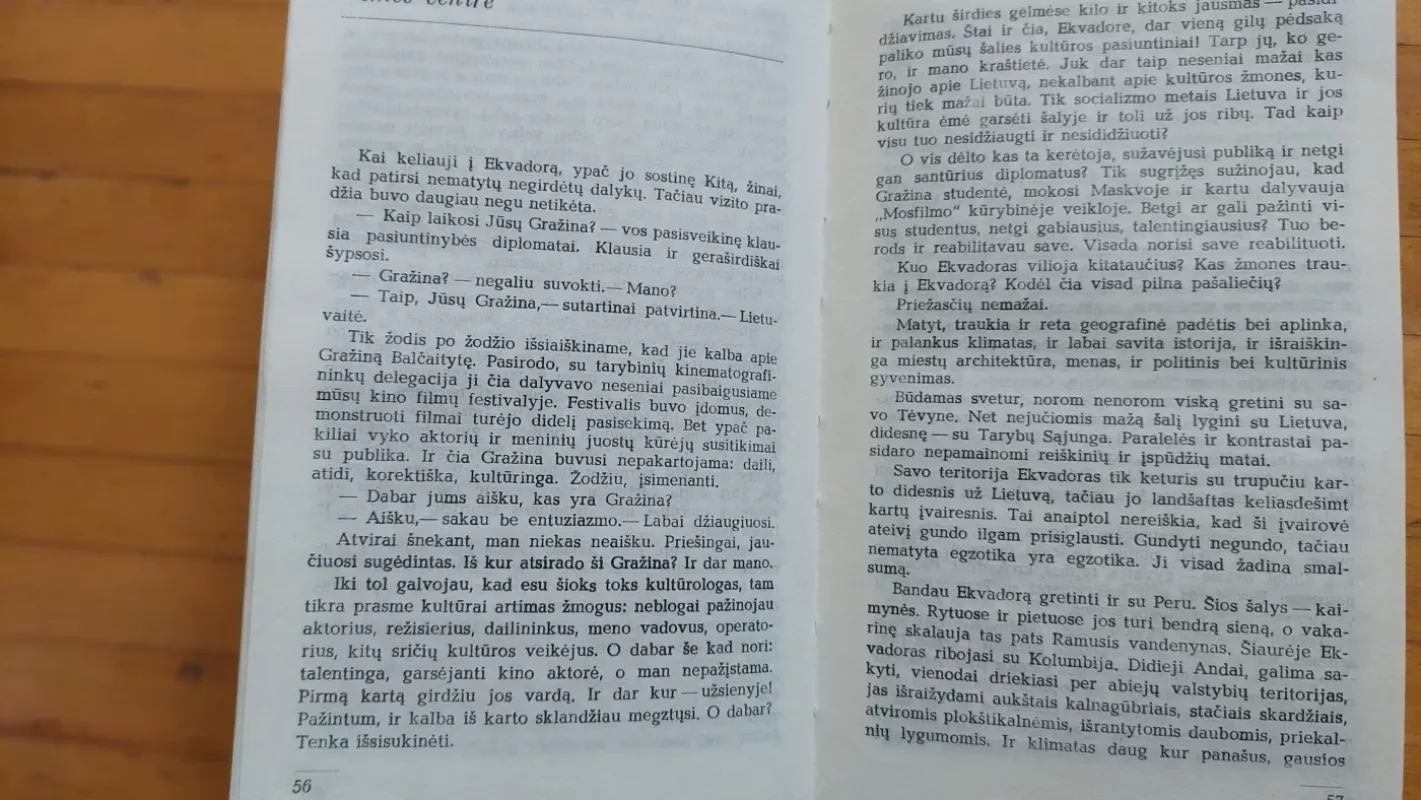 centre
Kai keliauji į Ekvadorą, ypač jo sostinę Kitą, žinai,
kad patirsi nematytų negirdėtų dalykų. Tačiau vizito pra-
džia buvo daugiau negu netikėta.
— Kaip laikosi Jūsų Gražina? — vos pasisveikinę klau-
sia pasiuntinybės diplomatai. Klausia ir geraširdiškai
šypsosi.
— Gražina? — negaliu suvokti.— Mano?
— Taip, Jūsų Gražina,— sutartinai patvirtina.— Lietu-
vaitė.
Tik žodis po žodžio išsiaiškiname, kad jie kalba apie
Gražiną Balčaitytę. Pasirodo, su tarybinių kinematografi-
ninkų delegacija ji čia dalyvavo neseniai pasibaigusiame
mūsų kino filmų festivalyje. Festivalis buvo įdomus, de-
monstruoti filmai turėjo didelį pasisekimą. Bet ypač pa-
kiliai vyko aktorių ir meninių juostų kūrėjų susitikimai
su publika. Ir čia Gražina buvusi nepakartojama: daili,
atidi, korektiška, kultūringa. Žodžiu, įsimenanti.
— Dabar jums aišku, kas yra Gražina?
— Aišku,— sakau be entuziazmo.— Labai džiaugiuosi.
Atvirai šnekant, man niekas neaišku. Priešingai, jau-
čiuosi sugėdintas. Iš kur atsirado ši Gražina? Ir dar mano.
Iki tol galvojau, kad esu šioks toks kultūrologas, tam
tikra prasme kultūrai artimas žmogus: neblogai pažinojau
aktorius, režisierius, dailininkus, meno vadovus, operato-
rius, kitų sričių kultūros veikėjus. O dabar še kad nori:
talentinga, garsėjanti kino aktorė, o man nepažįstama.
Pirmą kartą girdžiu jos vardą. Ir dar kur — užsienyje!
Pažintum, ir kalba iš karto sklandžiau megztųsi. O dabar?
Tenka išsisukinėti.
56
Kartu širdies gelmėse kilo ir kitoks jausmas — pasidi-
džiavimas. Štai ir čia, Ekvadore, dar vieną gilų pėdsaką
paliko mūsų šalies kultūros pasiuntiniai! Tarp jų, ko ge-
ro, ir mano kraštietė. Juk dar taip neseniai mažai kas
žinojo apie Lietuvą, nekalbant apie kultūros žmones, ku-
rių tiek mažai būta. Tik socializmo metais Lietuva ir jos
kultūra ėmė garsėti šalyje ir toli už jos ribų. Tad kaip
visu tuo nesidžiaugti ir nesididžiuoti?
O vis dėlto kas ta kerėtoja, sužavėjusi publiką ir netgi
gan santūrius diplomatus? Tik sugrįžęs sužinojau, kad
Gražina studentė, mokosi Maskvoje ir kartu dalyvauja
„Mosfilmo“ kūrybinėje veikloje. Betgi ar gali pažinti vi-
sus studentus, netgi gabiausius, talentingiausius? Tuo be-
rods ir reabilitavau save. Visada norisi save reabilituoti.
Kuo Ekvadoras vilioja kitataučius? Kas žmones trau-
kia į Ekvadorą? Kodėl čia visad pilna pašaliečių?
Priežasčių nemažai.
Matyt, traukia ir reta geografinė padėtis bei aplinka,
ir palankus klimatas, ir labai savita istorija, ir išraiškin-
ga miestų architektūra, menas, ir politinis bei kultūrinis
gyvenimas.
Būdamas svetur, norom nenorom viską gretini su sa-
vo Tėvyne. Net nejučiomis mažą šalį lygini su Lietuva,
didesnę — su Tarybų Sąjunga. Paralelės ir kontrastai pa-
sidaro nepamainomi reiškinių ir įspūdžių matai.
Savo teritorija Ekvadoras tik keturis su trupučiu kar-
to didesnis už Lietuvą, tačiau jo landšaftas keliasdešimt
kartų įvairesnis. Tai anaiptol nereiškia, kad ši įvairovė
ateivį gundo ilgam prisiglausti. Gundyti negundo, tačiau
nematyta egzotika yra egzotika. Ji visad žadina smal-
sumą.
Bandau Ekvadorą gretinti ir su Peru. Šios šalys — kai-
mynės. Rytuose ir pietuose jos turi bendrą sieną, o vaka-
rinę skalauja tas pats Ramusis vandenynas. Šiaurėje Ek-
vadoras ribojasi su Kolumbija. Didieji Andai, galima sa-
kyti, vienodai driekiasi per abiejų valstybių teritorijas,
jas išraižydami aukštais kalnagūbriais, stačiais skardžiais,
atviromis plokštikalnėmis, išrantytomis daubomis, priekal-
nių lygumomis. Ir klimatas daug kur panašus, gausios